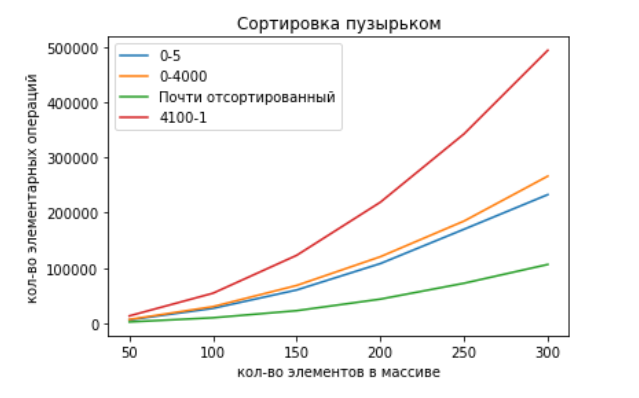 Сортировка пузырьком
500000
400000
300000
200000
100000
0
кол-во элементарных операций
0-5
0-4000
Почти отсортированный
4100-1
50 100 150 200 250 300
кол-во элементов в массиве